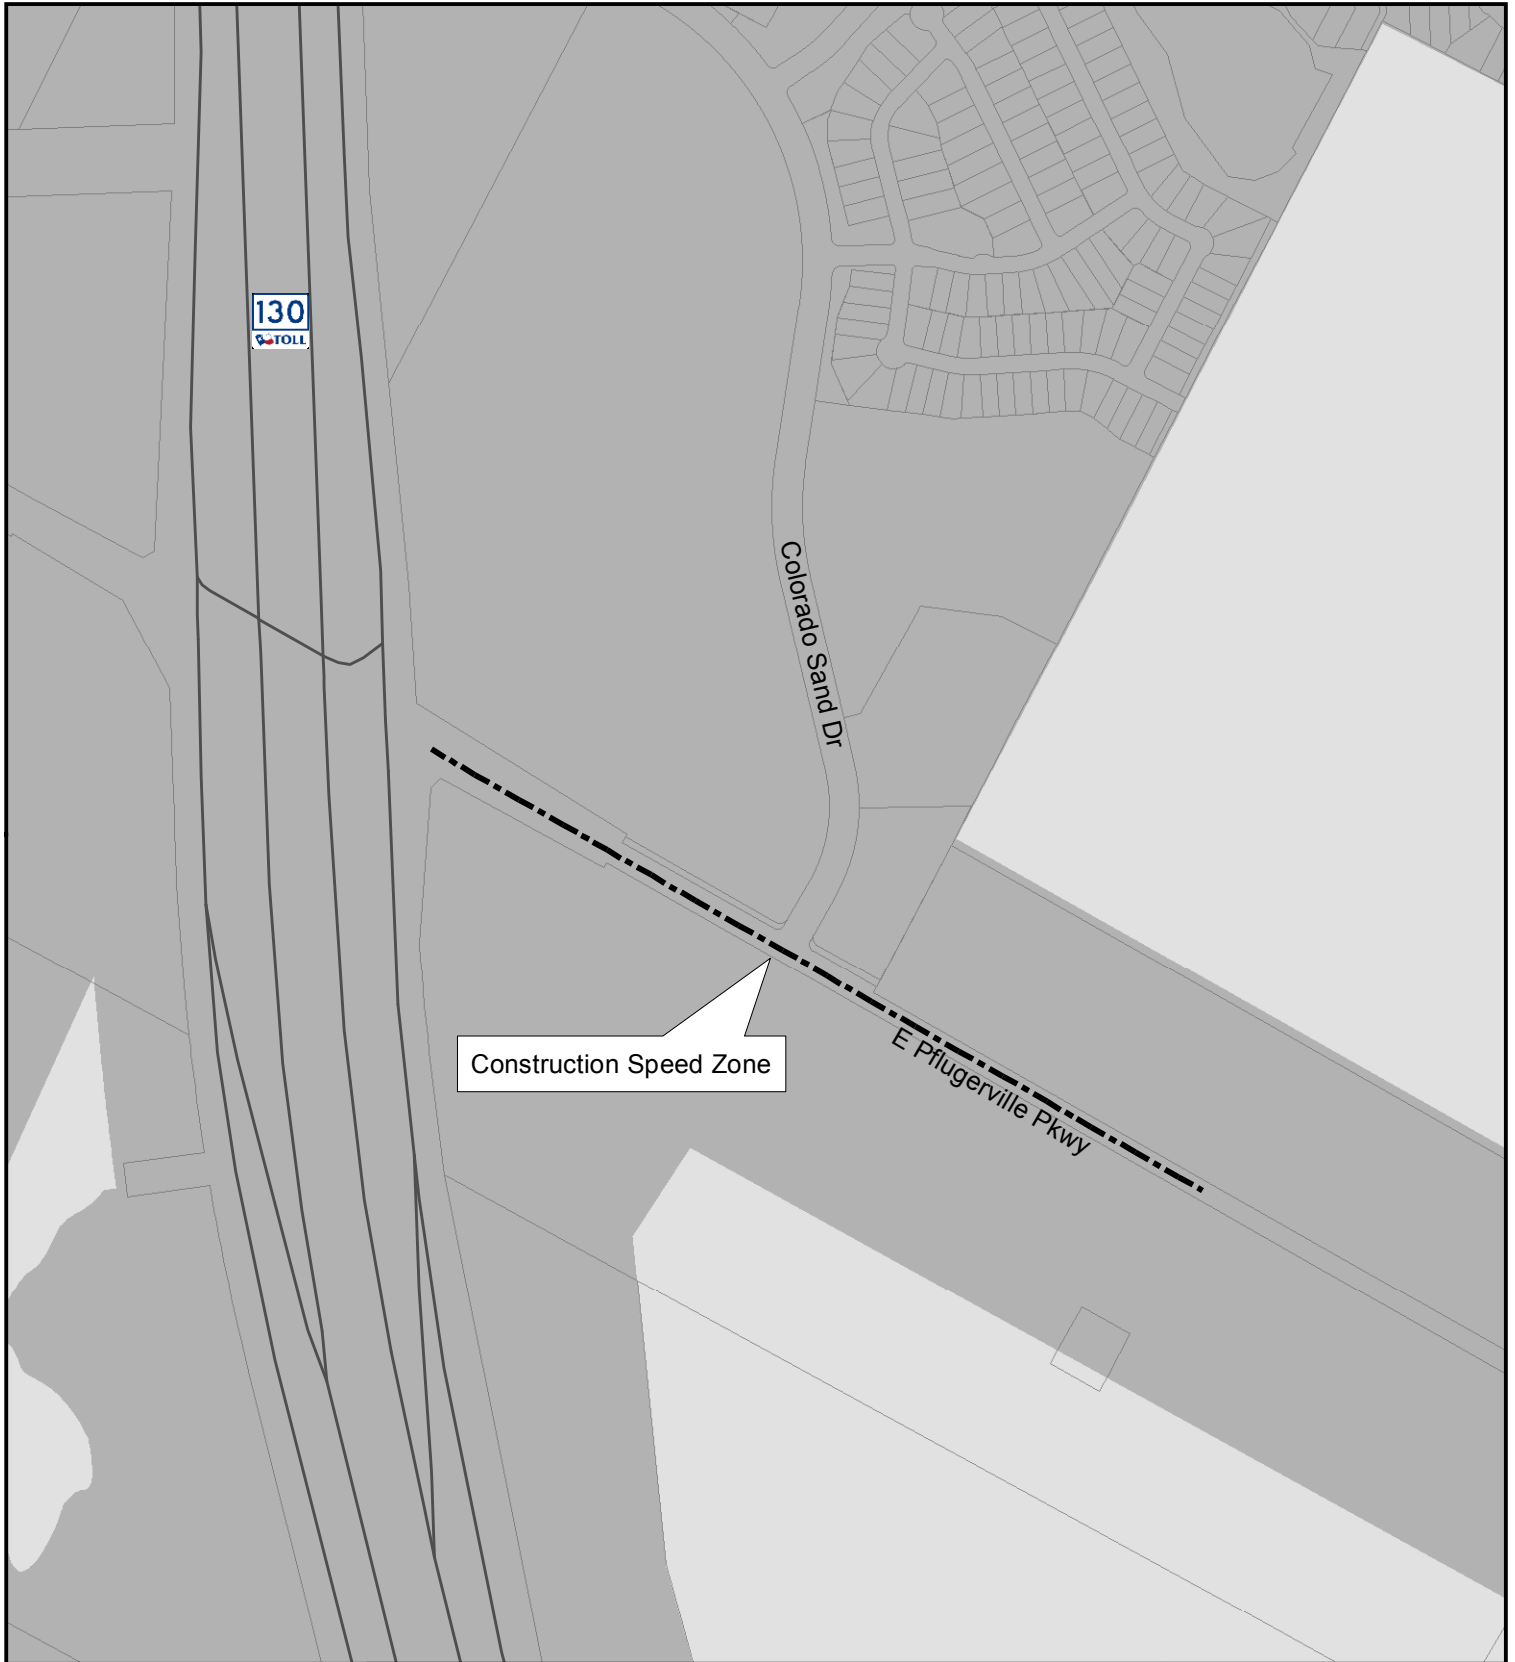 130
TOLL
Colorado Sand Dr
Construction Speed Zone
E Pflugerville Pkwy